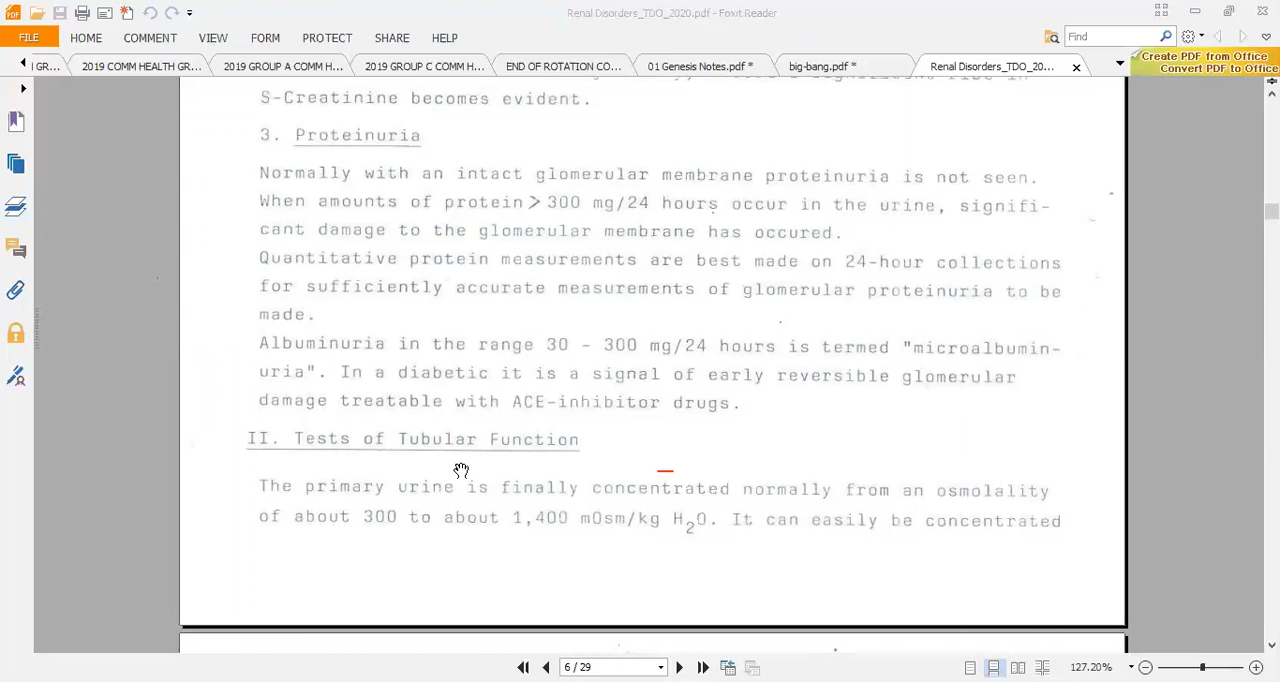 Renal Disorders_TDO_2020.pdf - Foxit Reader
FILE HOME COMMENT VIEW FORM PROTECT SHARE HELP Find
I GR... 2019 COMM HEALTH GR... 2019 GROUP A COMM H... 2019 GROUP C COMM H... END OF ROTATION CO... 01 Genesis Notes.pdf * big-bang.pdf * Renal Disorders_TDO_20...
Create PDF from Office
Convert PDF to Office
S-Creatinine becomes evident.
3. Proteinuria
Normally with an intact glomerular membrane proteinuria is not seen.
When amounts of protein > 300 mg/24 hours occur in the urine, signifi-
cant damage to the glomerular membrane has occured.
Quantitative protein measurements are best made on 24-hour collections
for sufficiently accurate measurements of glomerular proteinuria to be
made.
Albuminuria in the range 30 - 300 mg/24 hours is termed "microalbumin-
uria". In a diabetic it is a signal of early reversible glomerular
damage treatable with ACE-inhibitor drugs.
II. Tests of Tubular Function
The primary urine is finally concentrated normally from an osmolality
of about 300 to about 1,400 mOsm/kg H2O. It can easily be concentrated
6 / 29 127.20%